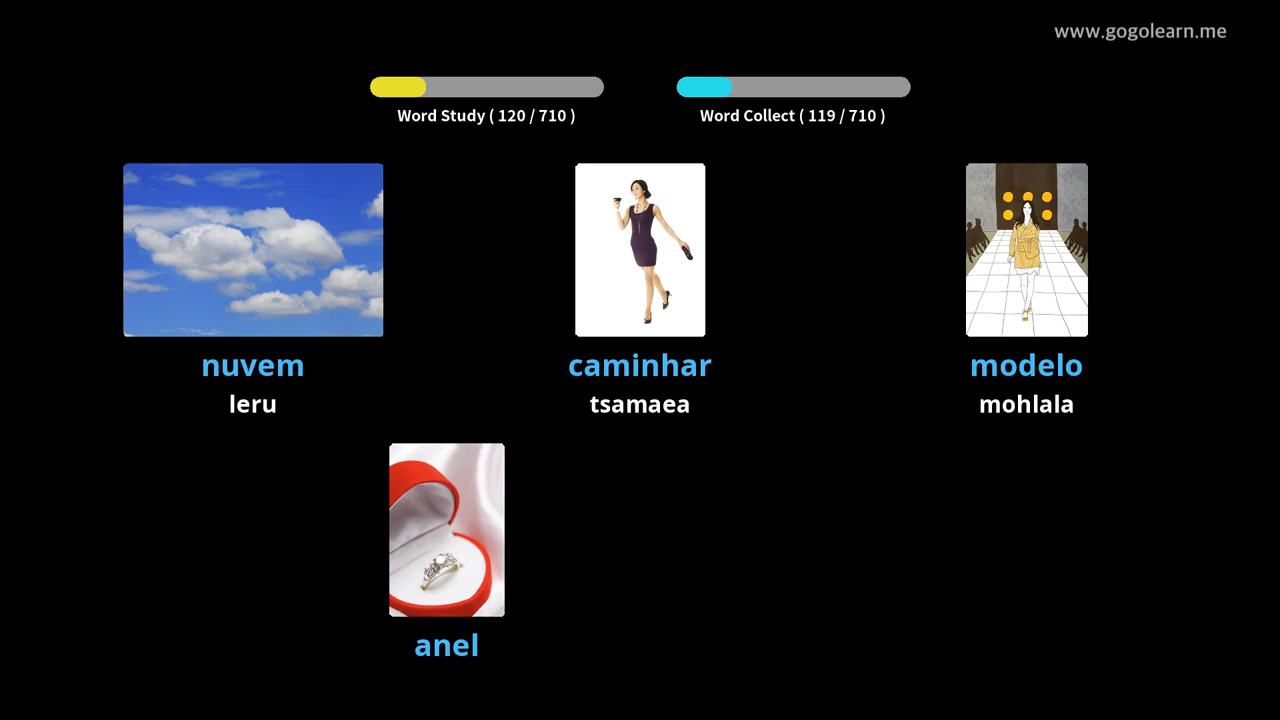 www.gogolearn.me
Word Study ( 120 / 710 )
Word Collect ( 119 / 710 )
nuvem
caminhar
modelo
leru
tsamaea
mohlala
anel